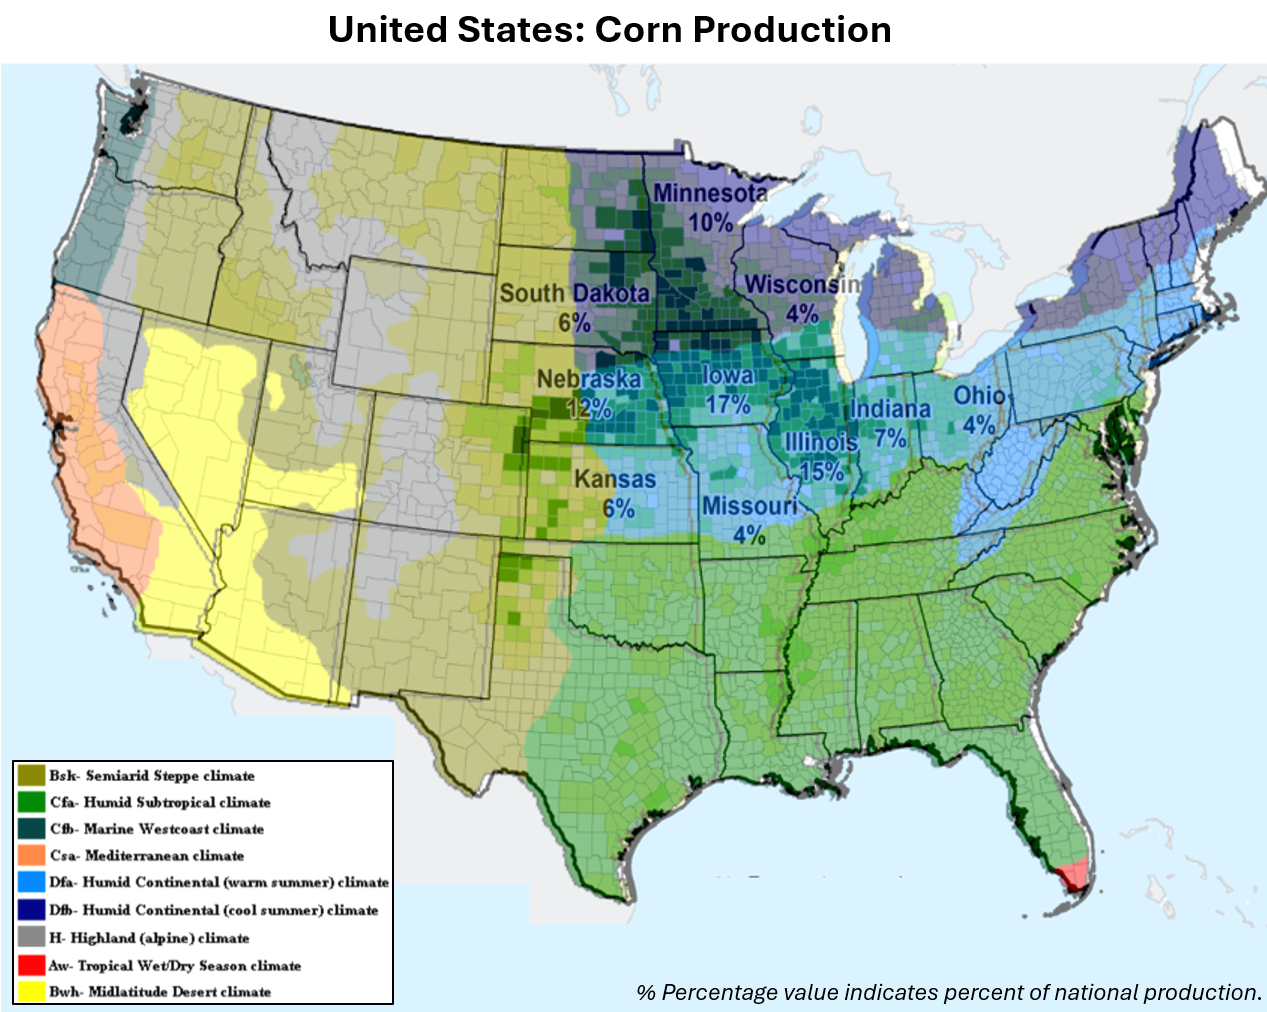 United States: Corn Production
Minnesota
10%
Wisconsin
4%
South Dakota
6%
Nebraska
12%
Iowa
17%
Illinois
15%
Indiana
7%
Ohio
4%
Kansas
6%
Missouri
4%
Bsk- Semiarid Steppe climate
Cfa- Humid Subtropical climate
Cfb- Marine Westcoast climate
Csa- Mediterranean climate
Dfa- Humid Continental (warm summer) climate
Dfb- Humid Continental (cool summer) climate
H- Highland (alpine) climate
Aw- Tropical Wet/Dry Season climate
Bwh- Midlatitude Desert climate
% Percentage value indicates percent of national production.